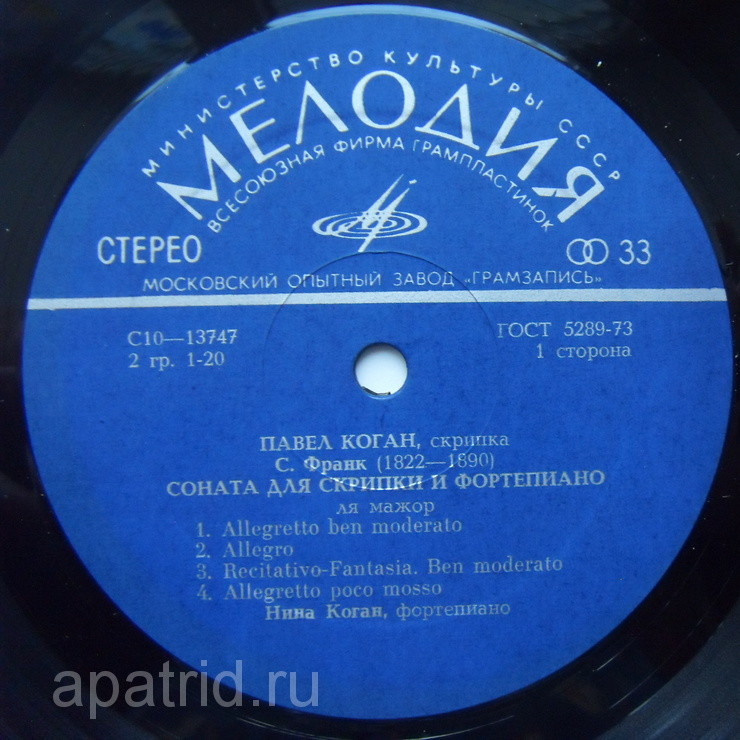 МИНИСТЕРСТВО КУЛЬТУРЫ СССР
МЕЛОДИЯ
ВСЕСОЮЗНАЯ ФИРМА ГРАМПЛАСТИНОК
СТЕРЕО
33
МОСКОВСКИЙ ОПЫТНЫЙ ЗАВОД „ГРАМЗАПИСЬ“
С10—13747
ГОСТ 5289-73
2 гр. 1-20
1 сторона
ПАВЕЛ КОГАН, скрипка
С. Франк (1822—1890)
СОНАТА ДЛЯ СКРИПКИ И ФОРТЕПИАНО
ля мажор
1. Allegretto ben moderato
2. Allegro
3. Recitativo-Fantasia. Ben moderato
4. Allegretto poco mosso
Нина Коган, фортепиано
apatrid.ru